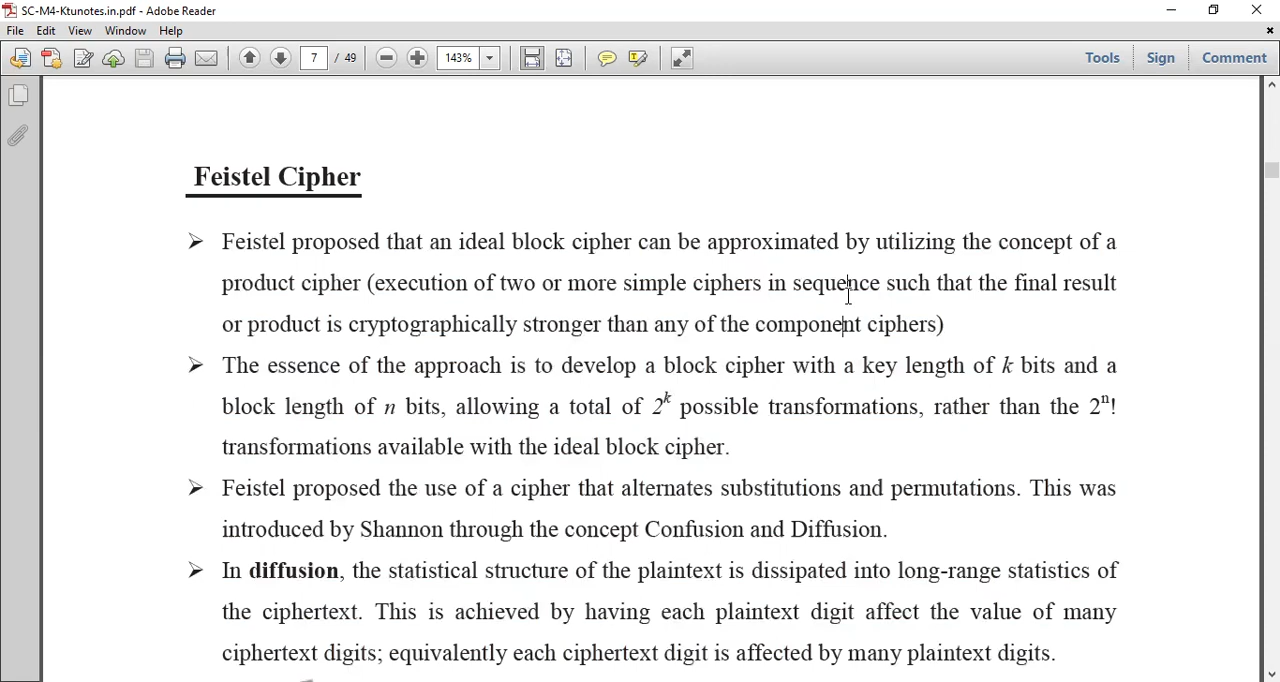 SC-M4-Ktunotes.in.pdf - Adobe Reader
File Edit View Window Help
7 / 49 143% Tools Sign Comment
Feistel Cipher
➢ Feistel proposed that an ideal block cipher can be approximated by utilizing the concept of a
product cipher (execution of two or more simple ciphers in sequence such that the final result
or product is cryptographically stronger than any of the component ciphers)
➢ The essence of the approach is to develop a block cipher with a key length of k bits and a
block length of n bits, allowing a total of 2ᵏ possible transformations, rather than the 2ⁿ!
transformations available with the ideal block cipher.
➢ Feistel proposed the use of a cipher that alternates substitutions and permutations. This was
introduced by Shannon through the concept Confusion and Diffusion.
➢ In diffusion, the statistical structure of the plaintext is dissipated into long-range statistics of
the ciphertext. This is achieved by having each plaintext digit affect the value of many
ciphertext digits; equivalently each ciphertext digit is affected by many plaintext digits.